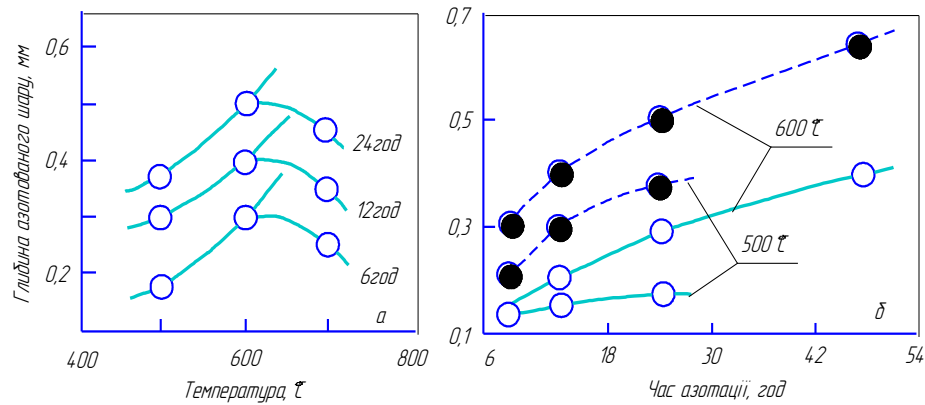 Глибина азотованого шару, мм
0,6
0,4
0,2
24год
12год
6год
а
400
500
600
800
Температура, ℃
0,7
0,5
0,3
0,1
600 ℃
500 ℃
б
6
18
30
42
54
Час азотації, год